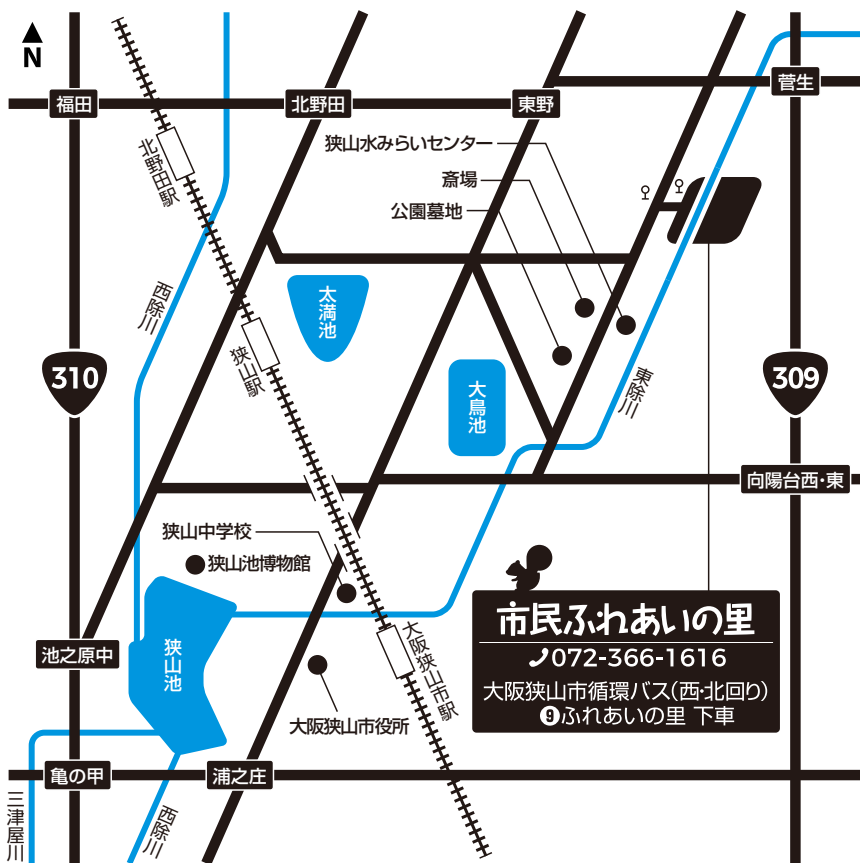 N
福田
北野田
東野
菅生
狭山水みらいセンター
斎場
公園墓地
北野田駅
西除川
太満池
狭山駅
310
大鳥池
東除川
309
向陽台西・東
狭山中学校
狭山池博物館
市民ふれあいの里
072-366-1616
大阪狭山市循環バス(西・北回り)
❾ふれあいの里 下車
池之原中
狭山池
大阪狭山市駅
大阪狭山市役所
亀の甲
浦之庄
三津屋川
西除川